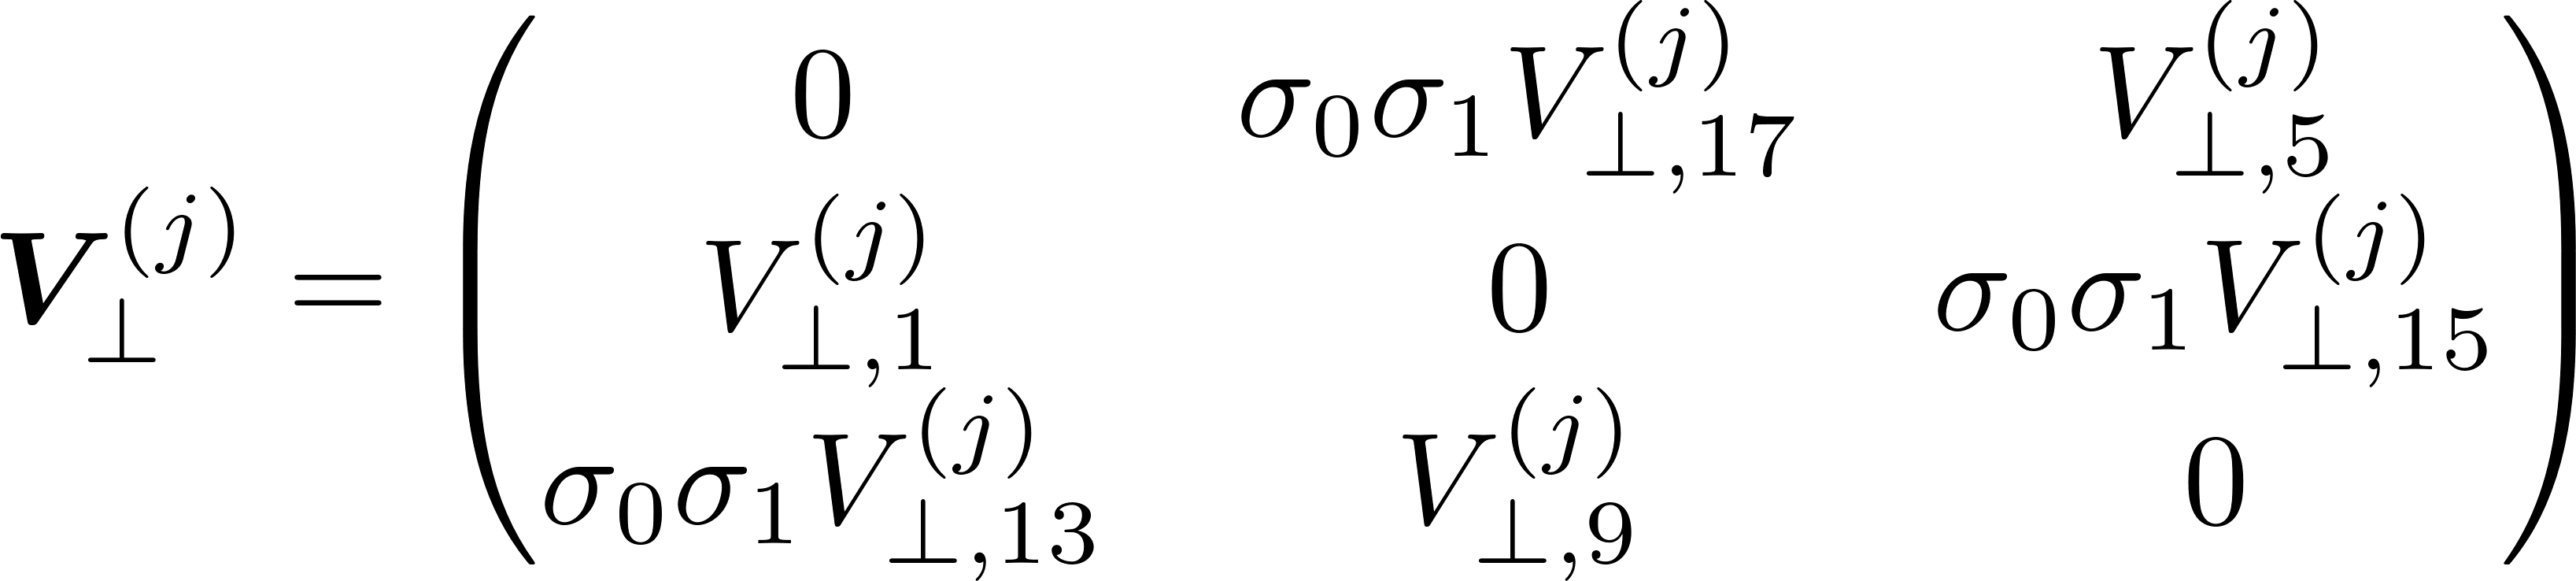 $\boldsymbol{V}_{\perp}^{(j)} = \begin{pmatrix} 0 & \sigma_0 \sigma_1 V_{\perp,17}^{(j)} & V_{\perp,5}^{(j)} \\ V_{\perp,1}^{(j)} & 0 & \sigma_0 \sigma_1 V_{\perp,15}^{(j)} \\ \sigma_0 \sigma_1 V_{\perp,13}^{(j)} & V_{\perp,9}^{(j)} & 0 \end{pmatrix}$